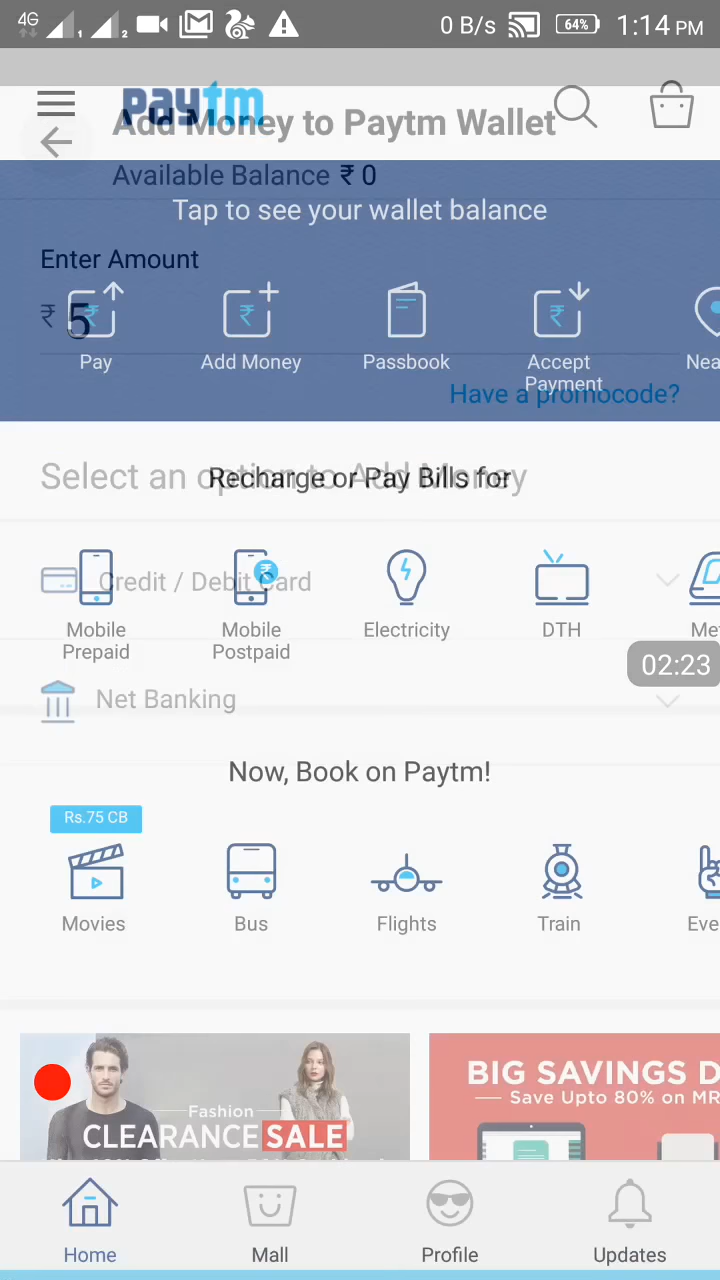 4G 1 2 0 B/s 64% 1:14 PM
paytm
Add Money to Paytm Wallet
Available Balance ₹ 0
Tap to see your wallet balance
Enter Amount
₹ 5
Pay
Add Money
Passbook
Accept Payment
Nea
Have a promocode?
Select an option to Add Money
Recharge or Pay Bills for
Credit / Debit Card
Mobile Prepaid
Mobile Postpaid
Electricity
DTH
Met
02:23
Net Banking
Now, Book on Paytm!
Rs.75 CB
Movies
Bus
Flights
Train
Eve
Fashion
CLEARANCE SALE
BIG SAVINGS D
Save Upto 80% on MR
Home
Mall
Profile
Updates